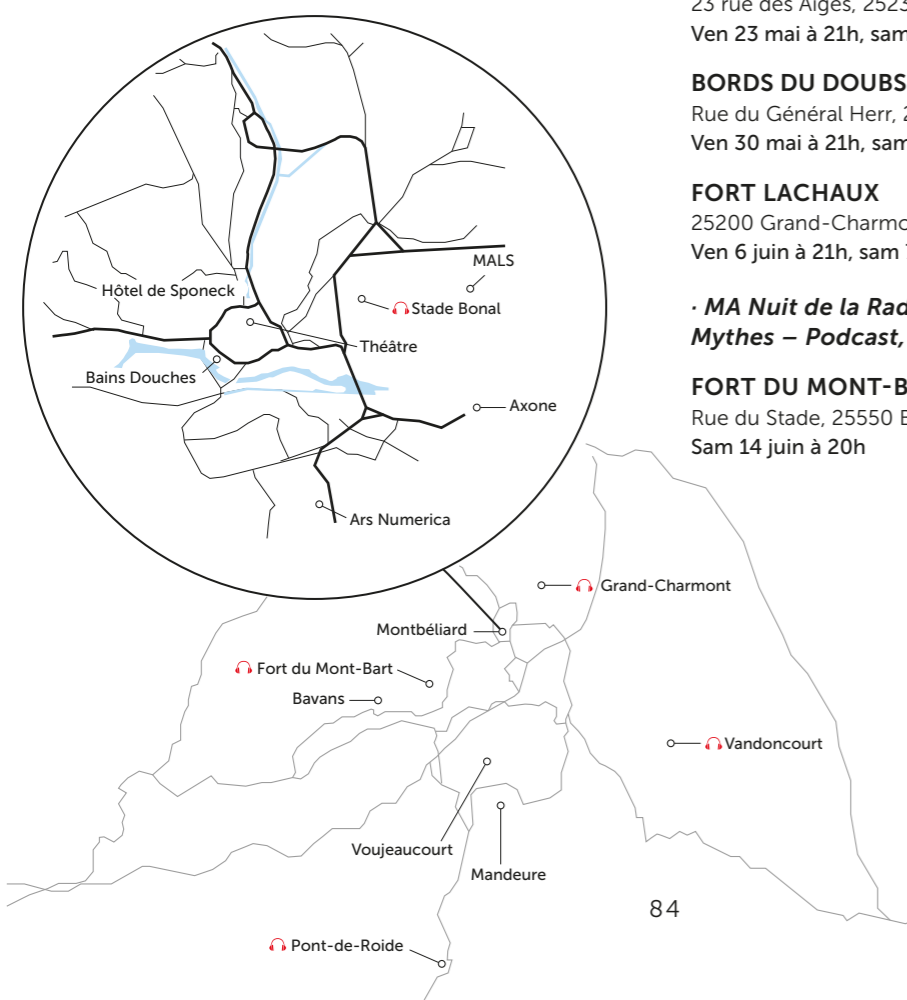 23 rue des Aiges, 2523
Ven 23 mai à 21h, sam
BORDS DU DOUBS
Rue du Général Herr, 2
Ven 30 mai à 21h, sam
FORT LACHAUX
25200 Grand-Charmo
Ven 6 juin à 21h, sam 7
· MA Nuit de la Rad
Mythes – Podcast,
FORT DU MONT-B
Rue du Stade, 25550 B
Sam 14 juin à 20h
MALS
Hôtel de Sponeck
Stade Bonal
Théâtre
Bains Douches
Axone
Ars Numerica
Grand-Charmont
Montbéliard
Fort du Mont-Bart
Bavans
Vandoncourt
Voujeaucourt
Mandeure
84
Pont-de-Roide